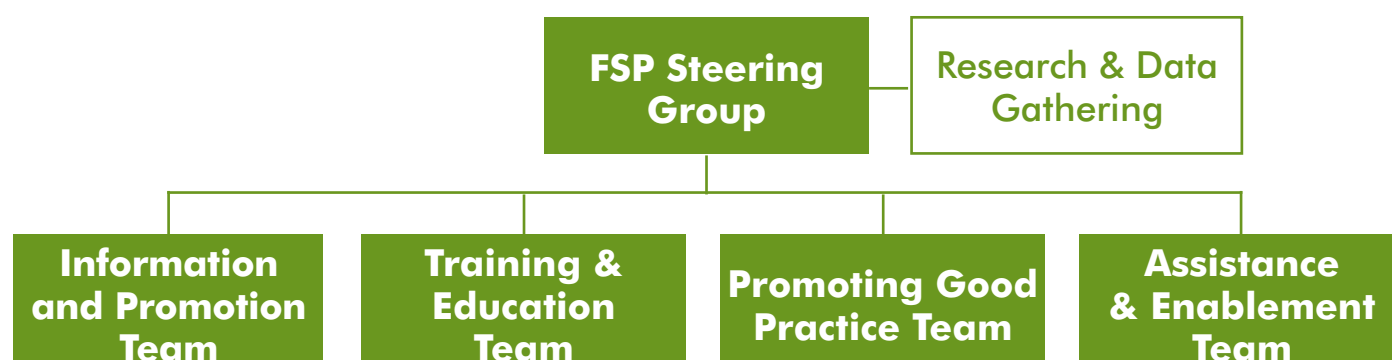 FSP Steering
Group
Research & Data
Gathering
Information
and Promotion
Team
Training &
Education
Team
Promoting Good
Practice Team
Assistance
& Enablement
Team